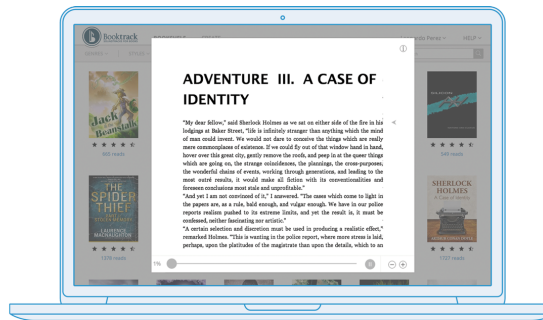 Booktrack
Perez
HELP
ADVENTURE III. A CASE OF
IDENTITY
"My dear fellow," said Sherlock Holmes as we sat on either side of the fire in his
lodgings at Baker Street, "life is infinitely stranger than anything which the mind
of man could invent. We would not dare to conceive the things which are really
mere commonplaces of existence. If we could fly out of that window hand in hand,
hover over this great city, gently remove the roofs, and peep in at the queer things
which are going on, the strange coincidences, the plannings, the cross-purposes,
the wonderful chains of events, working through generations, and leading to the
most outré results, it would make all fiction with its conventionalities and
foreseen conclusions most stale and unprofitable."
"And yet I am not convinced of it," I answered. "The cases which come to light in
the papers are, as a rule, bald enough, and vulgar enough. We have in our police
reports realism pushed to its extreme limits, and yet the result is, it must be
confessed, neither fascinating nor artistic."
"A certain selection and discretion must be used in producing a realistic effect,"
remarked Holmes. "This is wanting in the police report, where more stress is laid,
perhaps, upon the platitudes of the magistrate than upon the details, which to an
1%
Jack
Beanstalk
reads
THE
SPIDER
THIEF
LAURENCE
MACNAUGHTON
reads
reads
SHERLOCK
HOLMES
A Case of Identity
reads